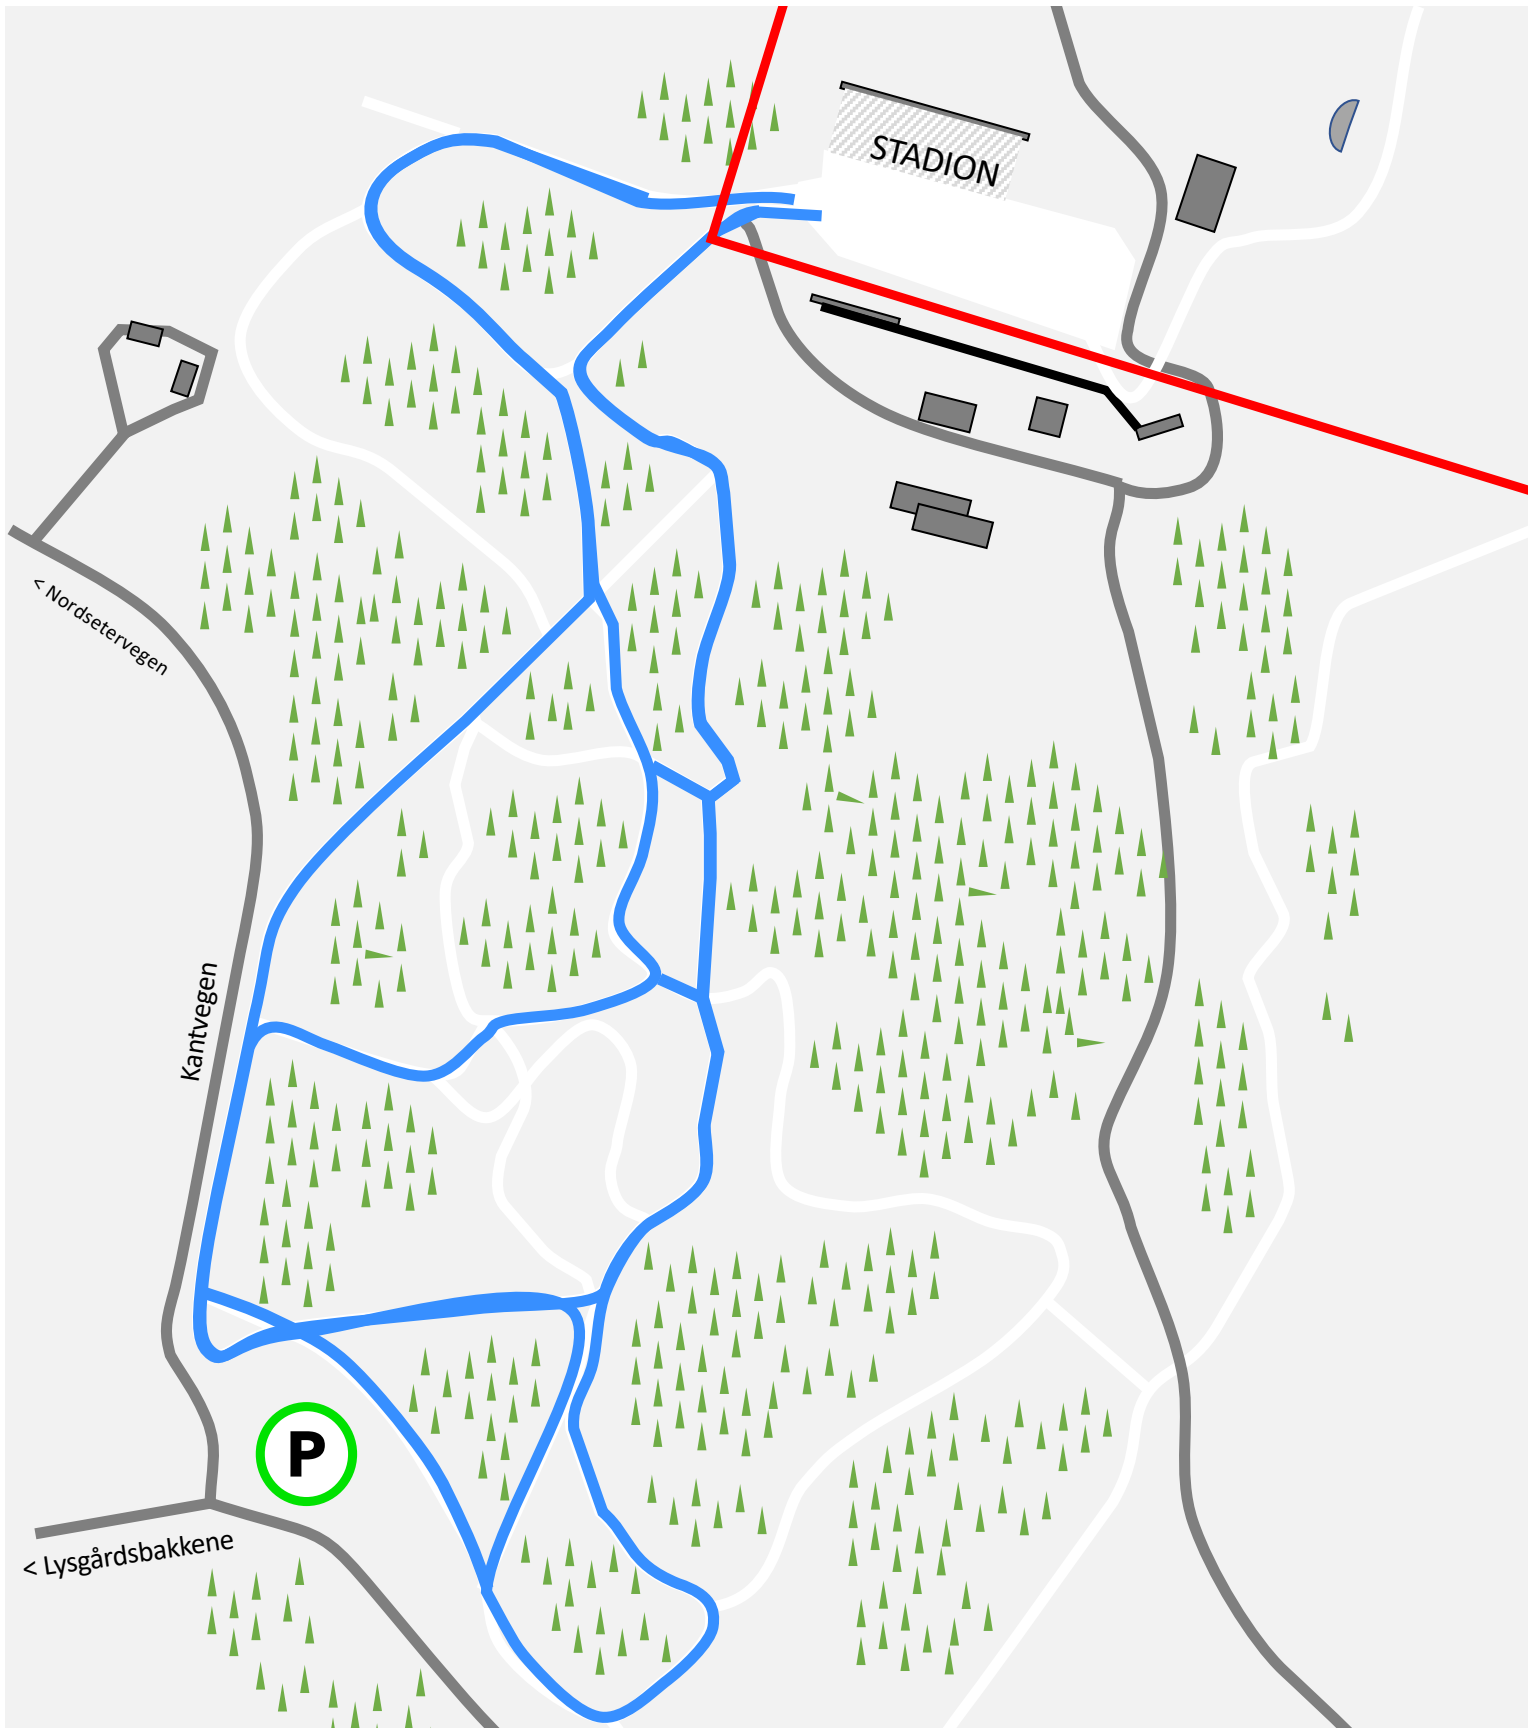 STADION
< Nordsetervegen
Kantvegen
P
< Lysgårdsbakkene